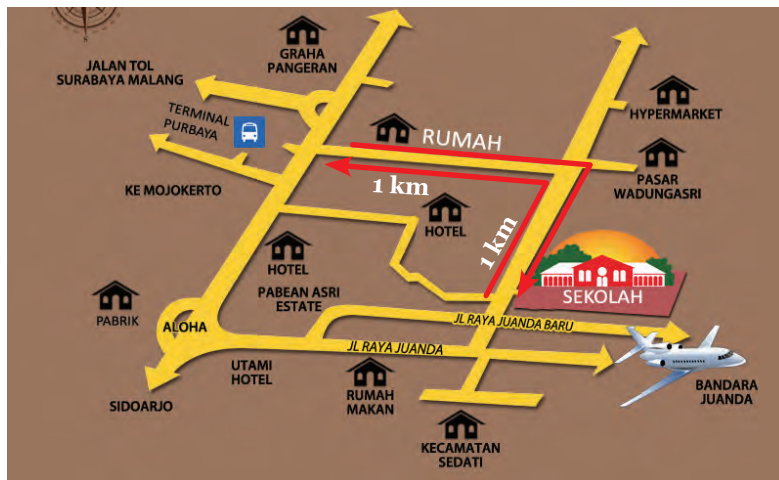 GRAHA
PANGERAN
JALAN TOL
SURABAYA MALANG
TERMINAL
PURBAYA
RUMAH
HYPERMARKET
KE MOJOKERTO
1 km
PASAR
WADUNGASRI
HOTEL
1 km
HOTEL
SEKOLAH
PABEAN ASRI
ESTATE
PABRIK
ALOHA
JL RAYA JUANDA BARU
JL RAYA JUANDA
UTAMI
HOTEL
RUMAH
MAKAN
BANDARA
JUANDA
SIDOARJO
KECAMATAN
SEDATI